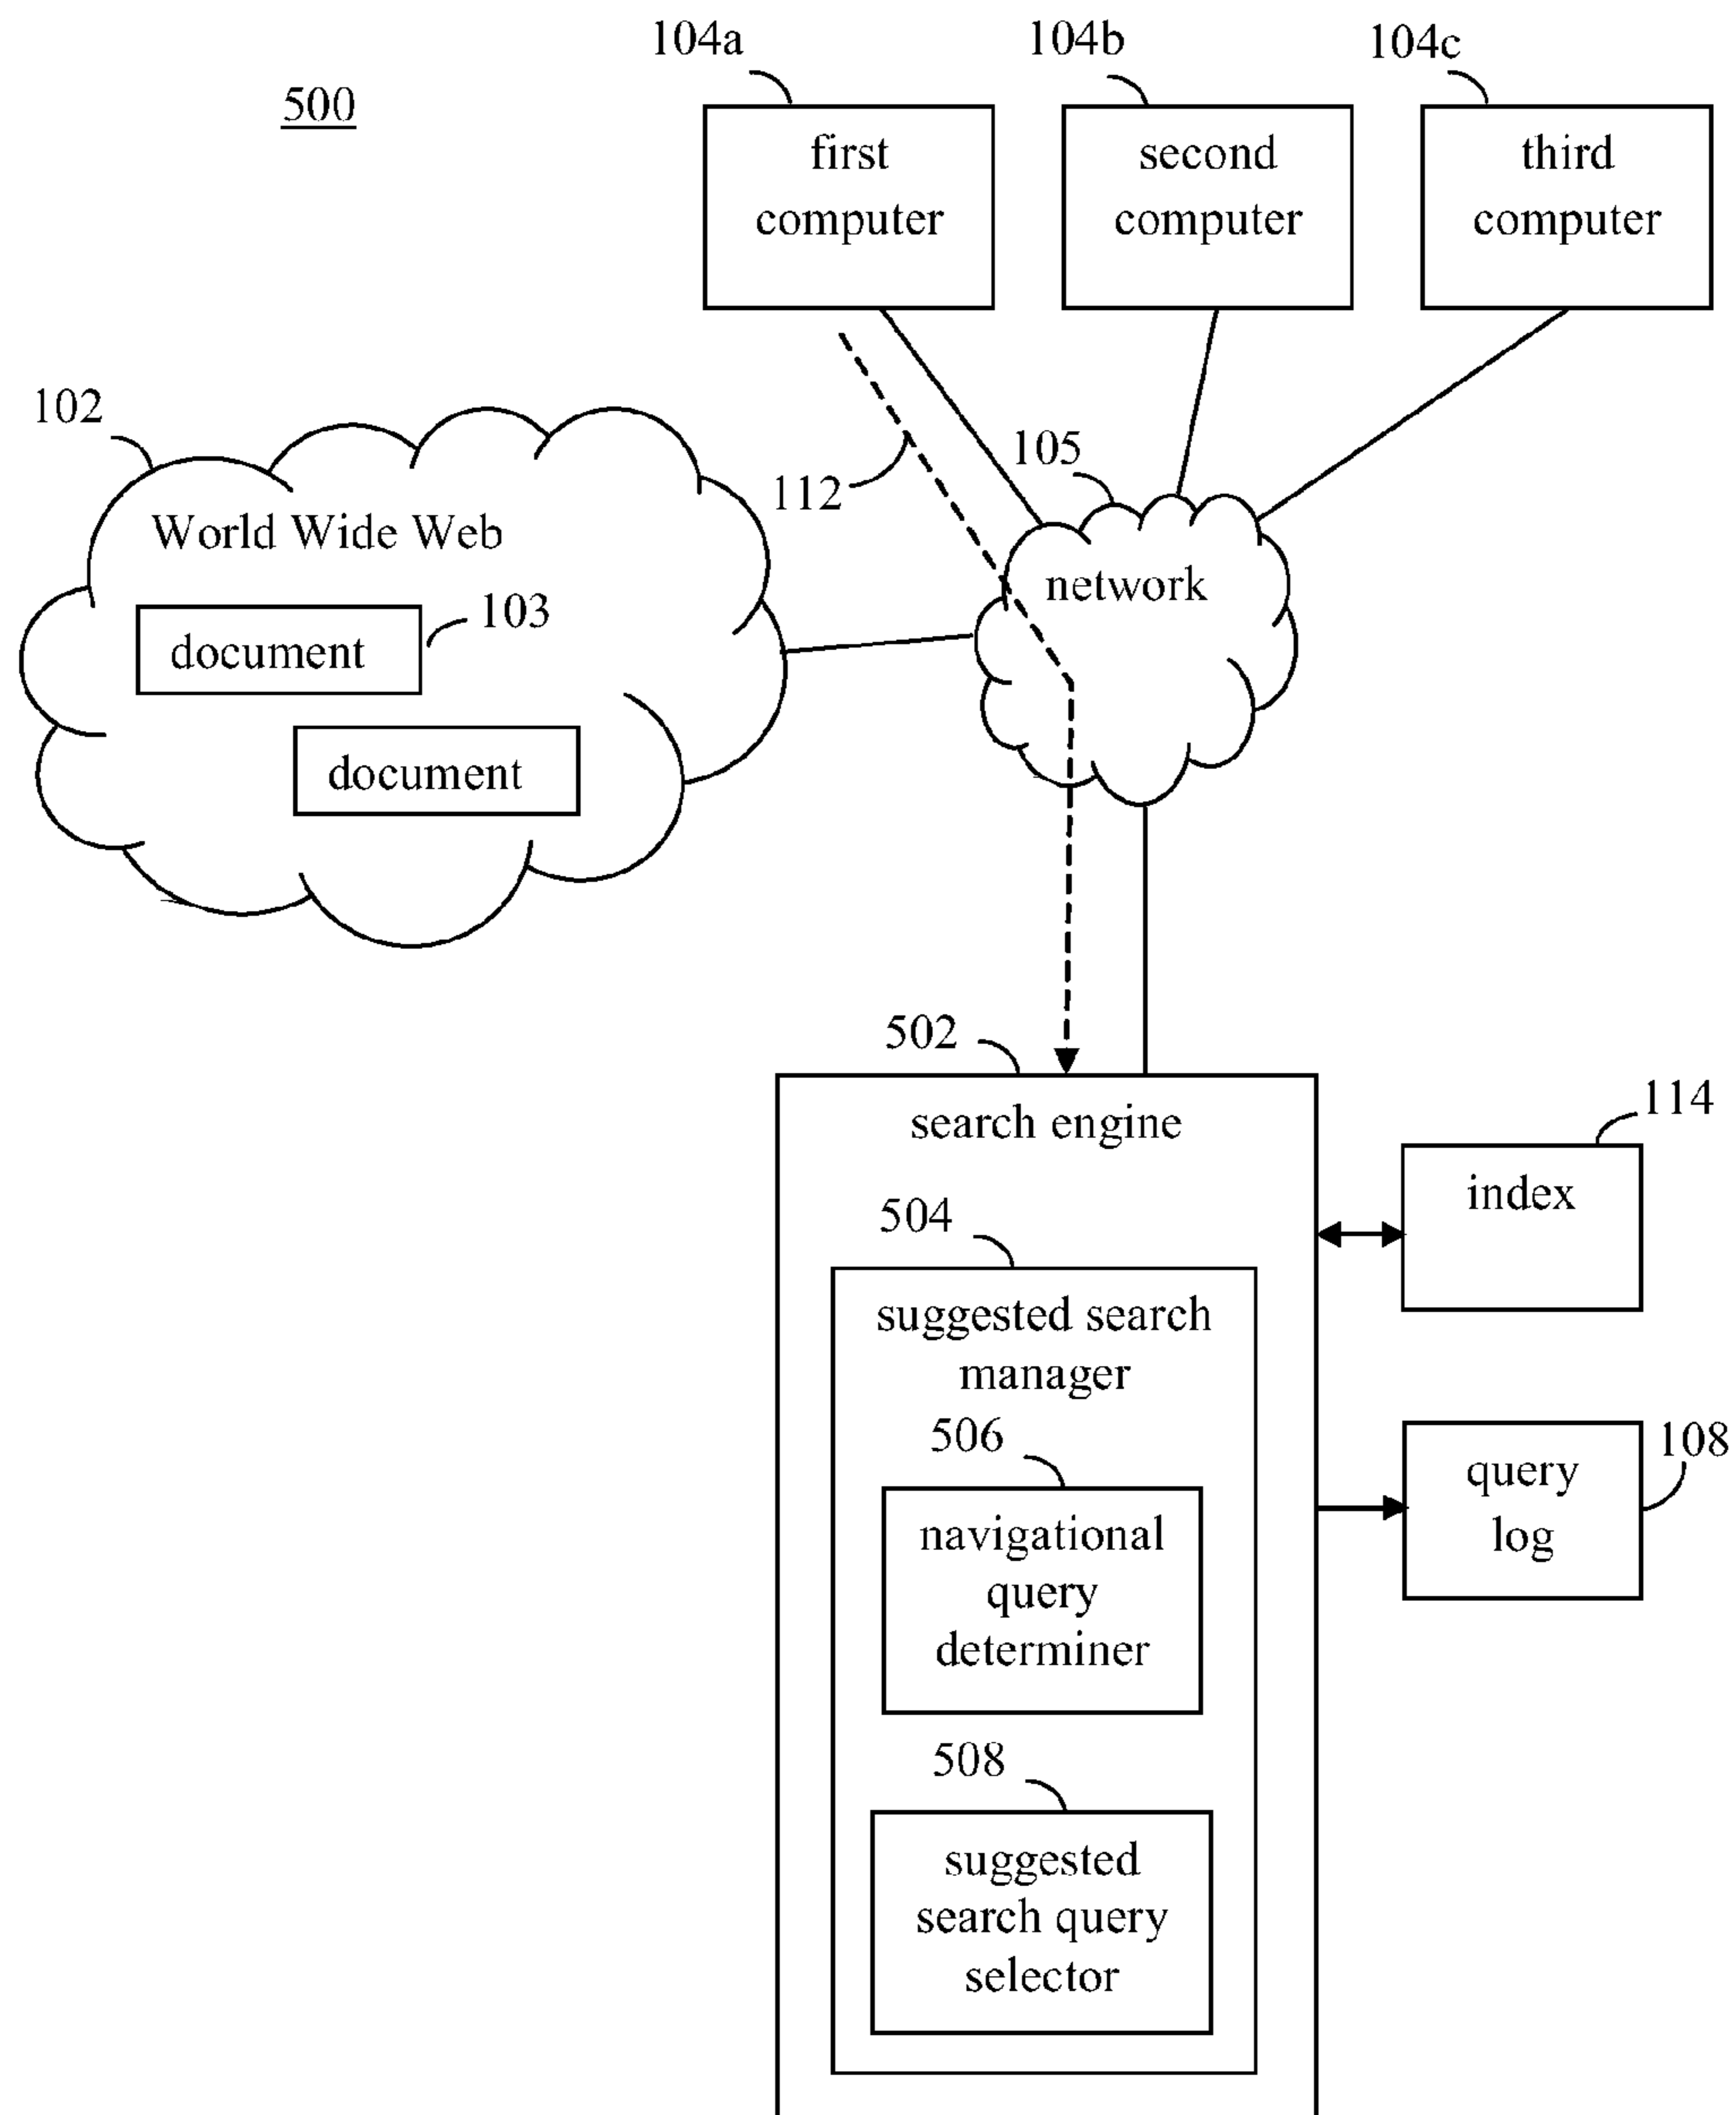 500
104a
104b
104c
first
computer
second
computer
third
computer
102
112
105
World Wide Web
103
document
document
network
502
search engine
114
index
504
suggested search
manager
506
navigational
query
determiner
108
query
log
508
suggested
search query
selector